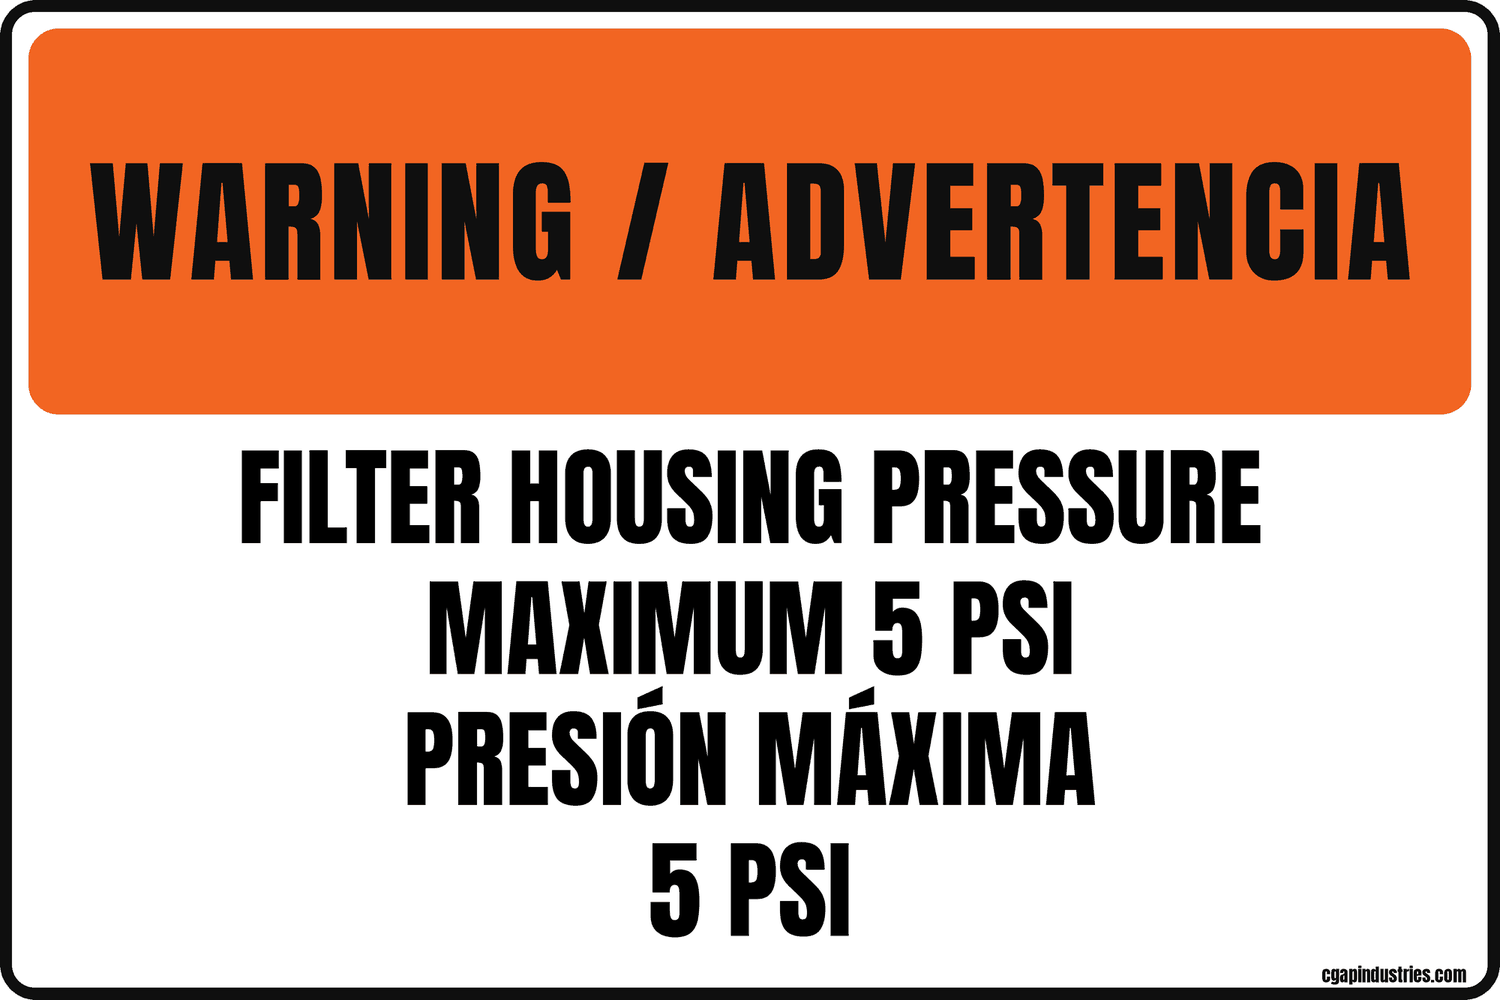 WARNING / ADVERTENCIA
FILTER HOUSING PRESSURE
MAXIMUM 5 PSI
PRESIÓN MÁXIMA
5 PSI
cgapindustries.com